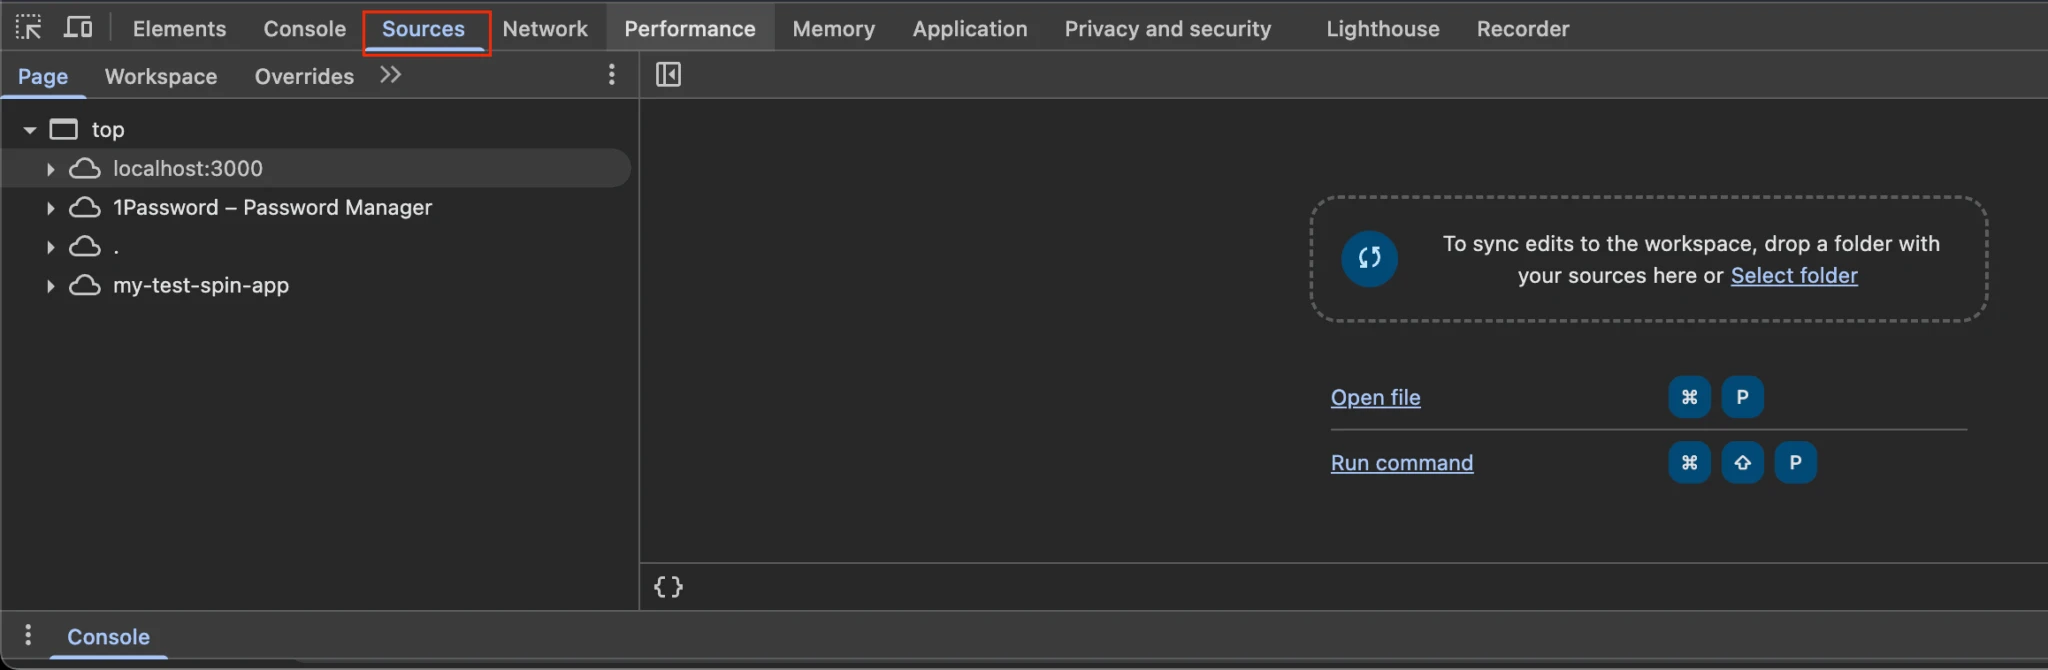 Elements Console Sources Network Performance Memory Application Privacy and security Lighthouse Recorder
Page Workspace Overrides
top
localhost:3000
1Password – Password Manager
.
my-test-spin-app
To sync edits to the workspace, drop a folder with
your sources here or Select folder
Open file ⌘ P
Run command ⌘ ⇧ P
{}
Console